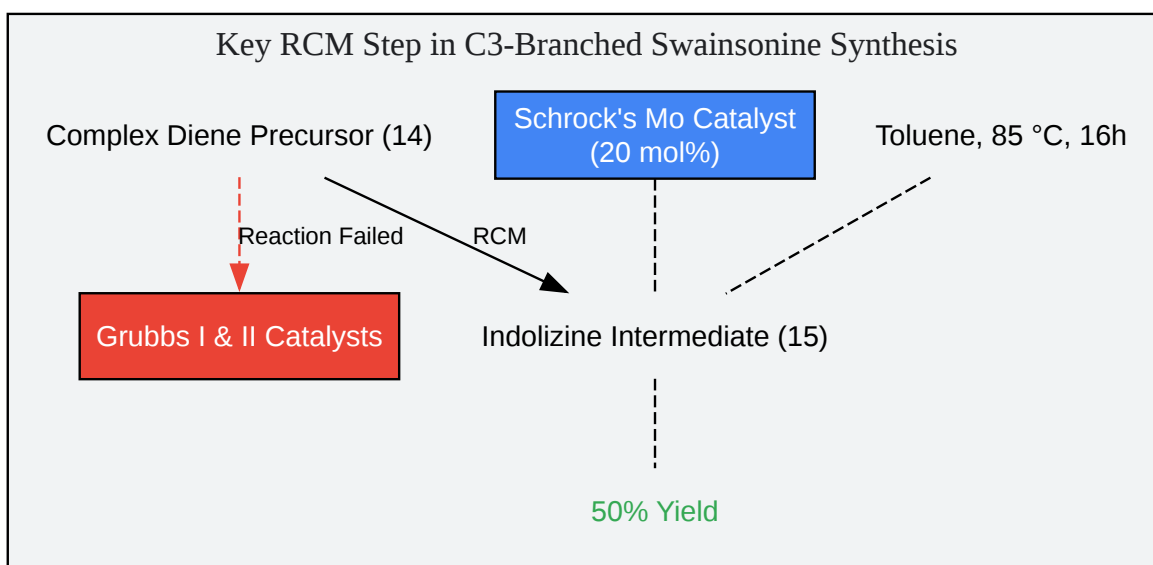 Key RCM Step in C3-Branched Swainsonine Synthesis
Complex Diene Precursor (14)
Schrock's Mo Catalyst
(20 mol%)
Toluene, 85 °C, 16h
Reaction Failed
RCM
Grubbs I & II Catalysts
Indolizine Intermediate (15)
50% Yield